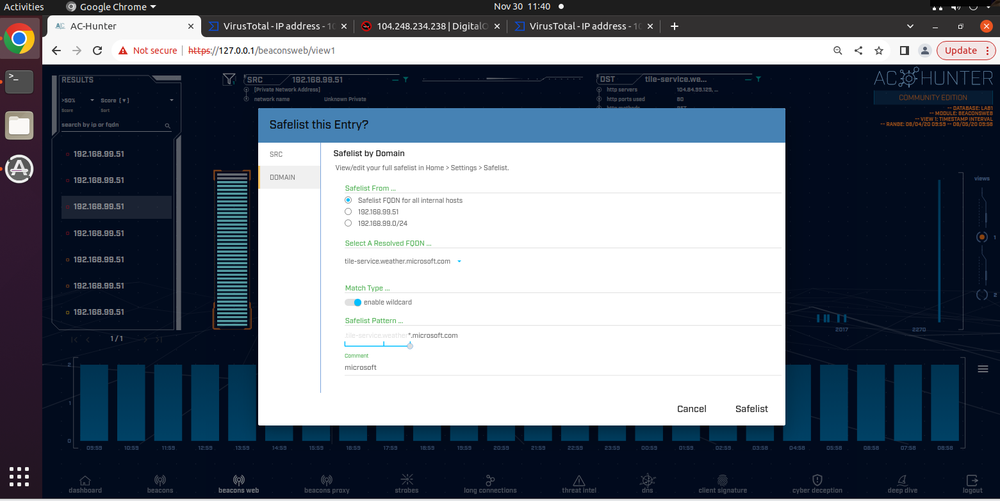 Activities Google Chrome Nov 30 11:40
AC-Hunter VirusTotal - IP address - 10 104.248.234.238 | DigitalO VirusTotal - IP address - 10
Not secure https://127.0.0.1/beaconsweb/view1 Update
RESULTS
>50% Score [▼]
Score Sort
search by ip or fqdn
192.168.99.51
192.168.99.51
192.168.99.51
192.168.99.51
192.168.99.51
192.168.99.51
192.168.99.51
1 / 1
SRC 192.168.99.51
[Private Network Address]
network name Unknown Private
DST tile-service.we...
http servers 104.84.99.129, ...
http ports used 80
AC HUNTER
COMMUNITY EDITION
-- DATABASE: LAB1
-- MODULE: BEACONSWEB
-- VIEW 1: TIMESTAMP INTERVAL
-- RANGE: 08/04/20 09:59 -- 08/05/20 09:58
Safelist this Entry?
SRC
DOMAIN
Safelist by Domain
View/edit your full safelist in Home > Settings > Safelist.
Safelist From ...
Safelist FQDN for all internal hosts
192.168.99.51
192.168.99.0/24
Select A Resolved FQDN ...
tile-service.weather.microsoft.com
Match Type ...
enable wildcard
Safelist Pattern ...
.tile-service.weather*.microsoft.com
Comment
microsoft
Cancel Safelist
views
1
2
2017 2270
2
1
0
09:59 10:59 11:59 12:59 13:59 14:59 15:59 16:59 17:59 18:59 19:59 20:59 21:59 22:59 23:59 00:59 01:59 02:59 03:58 04:58 05:58 06:58 07:58 08:58
dashboard beacons beacons web beacons proxy strobes long connections threat intel dns client signature cyber deception deep dive logout